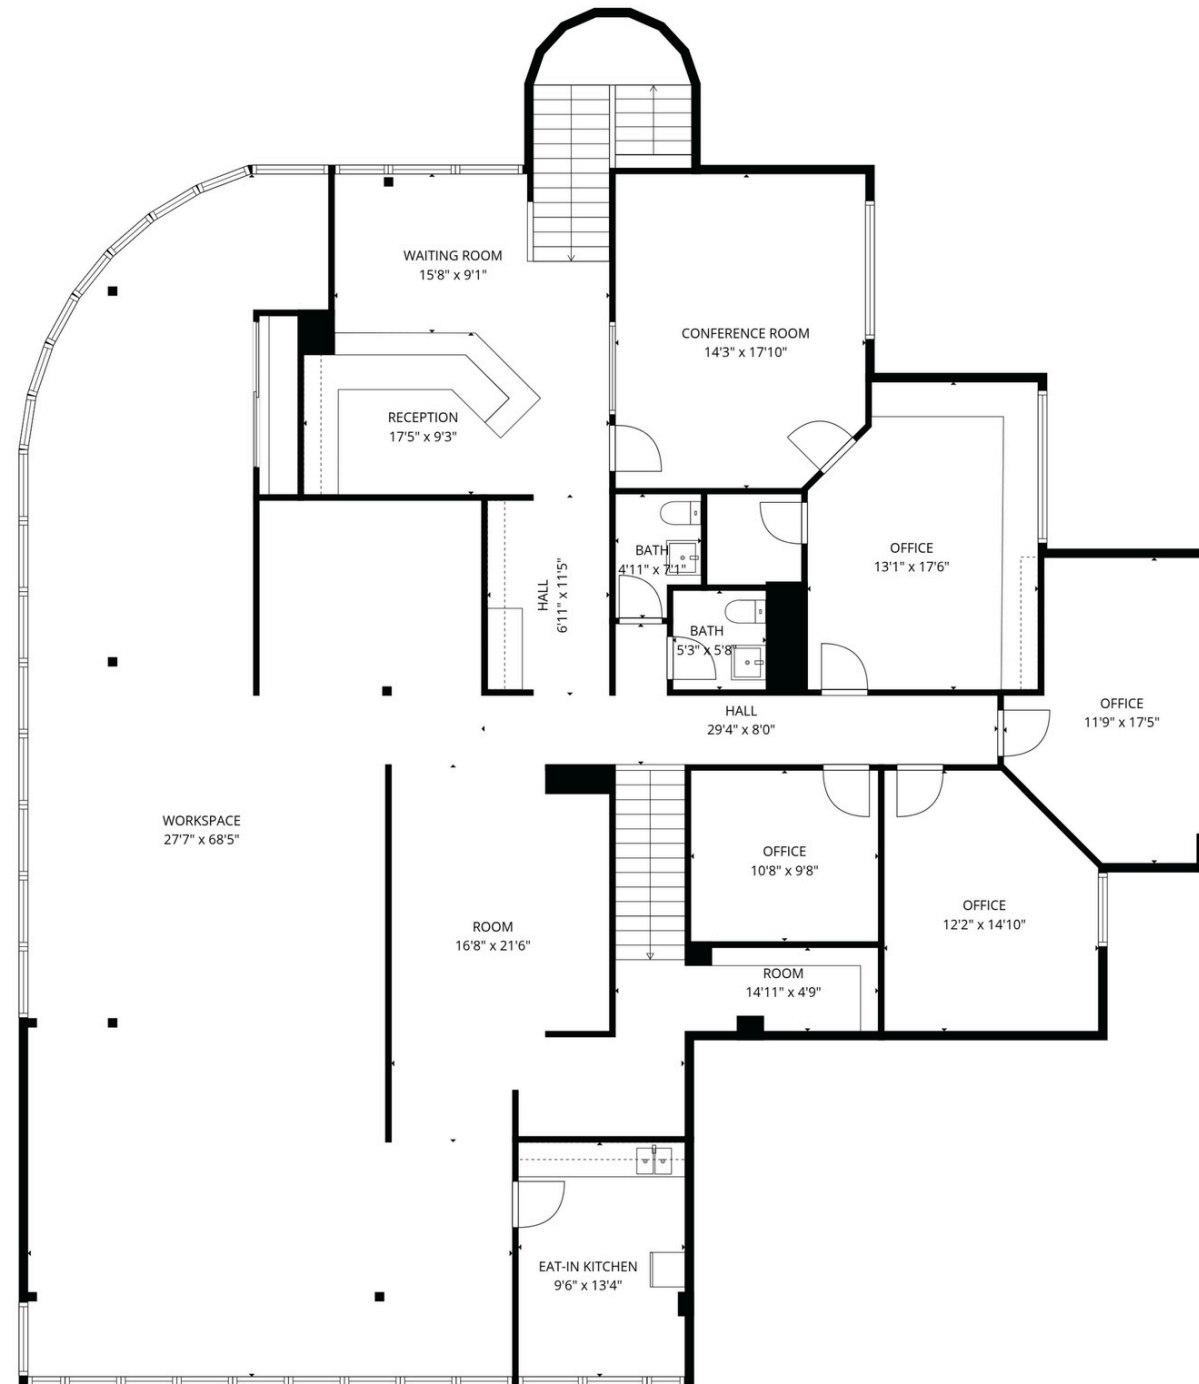 WAITING ROOM
15'8" x 9'1"
CONFERENCE ROOM
14'3" x 17'10"
RECEPTION
17'5" x 9'3"
BATH
4'11" x 7'1"
OFFICE
13'1" x 17'6"
HALL
6'11" x 11'5"
BATH
5'3" x 5'8"
HALL
29'4" x 8'0"
OFFICE
11'9" x 17'5"
WORKSPACE
27'7" x 68'5"
OFFICE
10'8" x 9'8"
OFFICE
12'2" x 14'10"
ROOM
16'8" x 21'6"
ROOM
14'11" x 4'9"
EAT-IN KITCHEN
9'6" x 13'4"